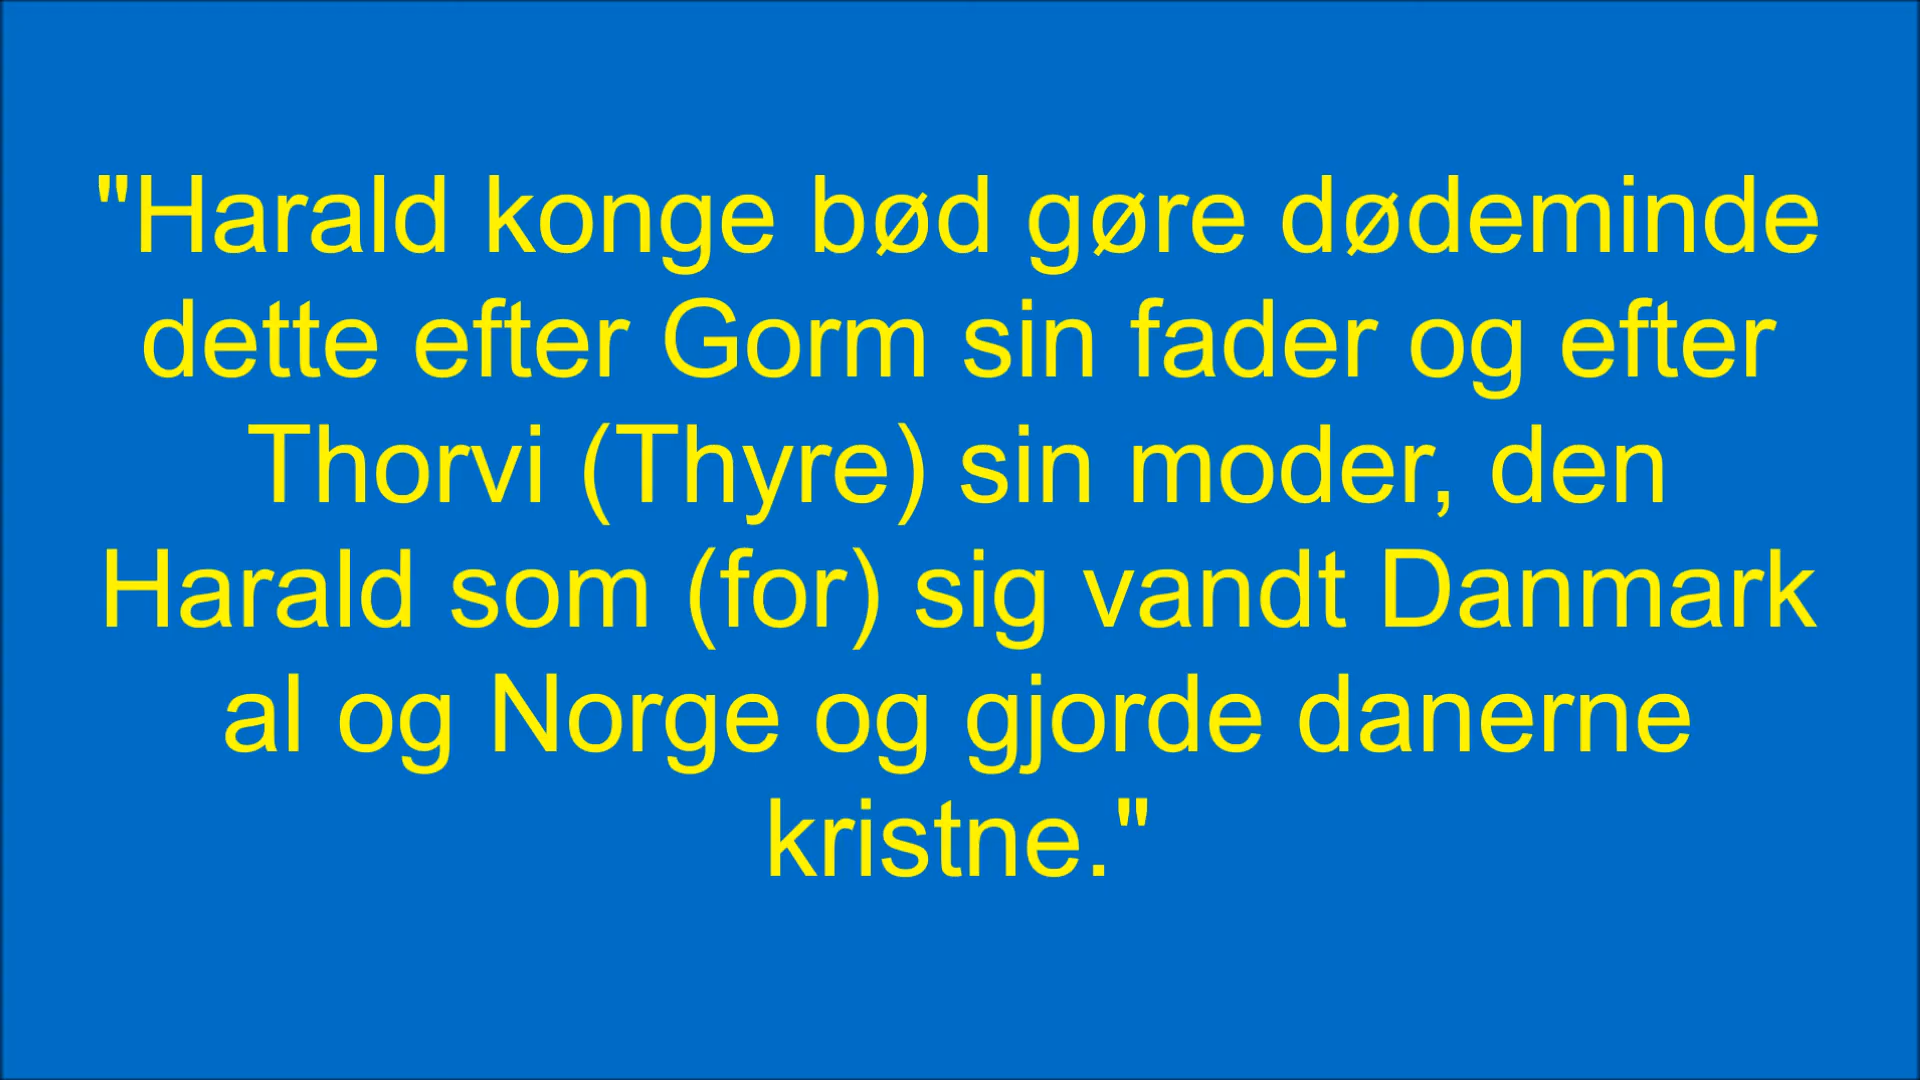 "Harald konge bød gøre dødeminde
dette efter Gorm sin fader og efter
Thorvi (Thyre) sin moder, den
Harald som (for) sig vandt Danmark
al og Norge og gjorde danerne
kristne."